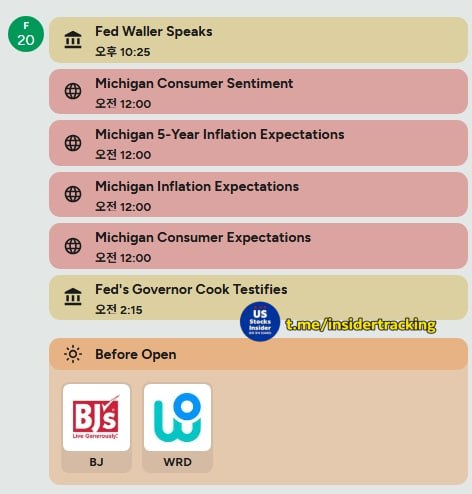 F
20
Fed Waller Speaks
오후 10:25
Michigan Consumer Sentiment
오전 12:00
Michigan 5-Year Inflation Expectations
오전 12:00
Michigan Inflation Expectations
오전 12:00
Michigan Consumer Expectations
오전 12:00
Fed's Governor Cook Testifies
오전 2:15
US
Stocks
Insider
t.me/insidertracking
Before Open
BJ's
Live Generously.
BJ
WRD